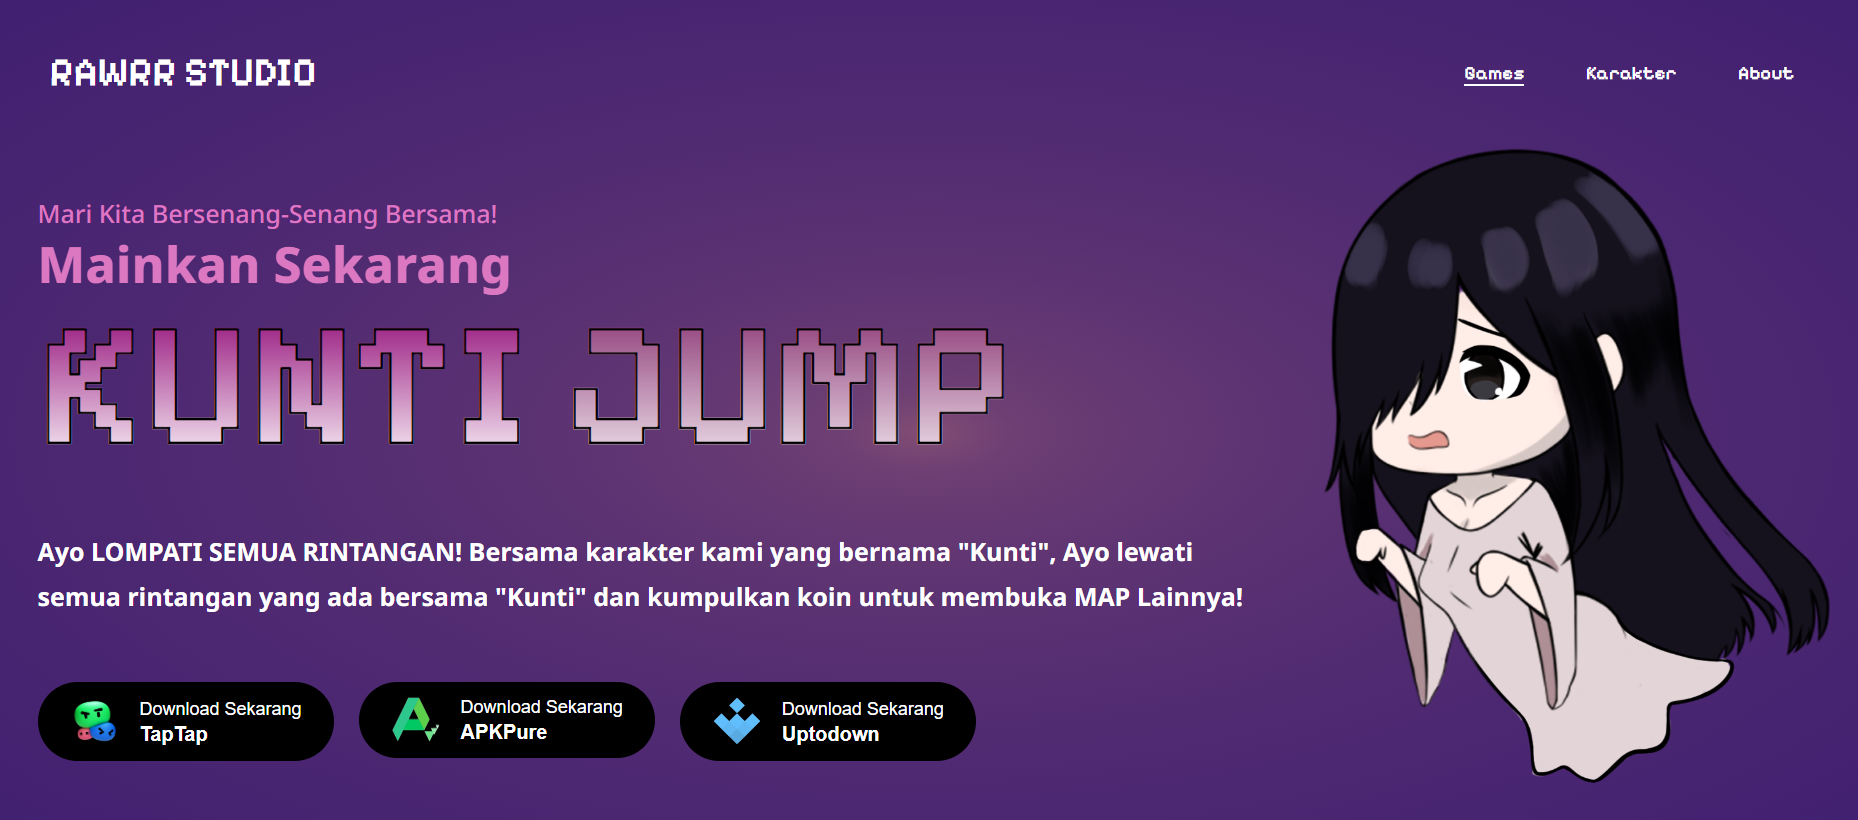 RAWRR STUDIO
Games
Karakter
About
Mari Kita Bersenang-Senang Bersama!
Mainkan Sekarang
KUNTI JUMP
Ayo LOMPATI SEMUA RINTANGAN! Bersama karakter kami yang bernama "Kunti", Ayo lewati
semua rintangan yang ada bersama "Kunti" dan kumpulkan koin untuk membuka MAP Lainnya!
Download Sekarang
TapTap
Download Sekarang
APKPure
Download Sekarang
Uptodown